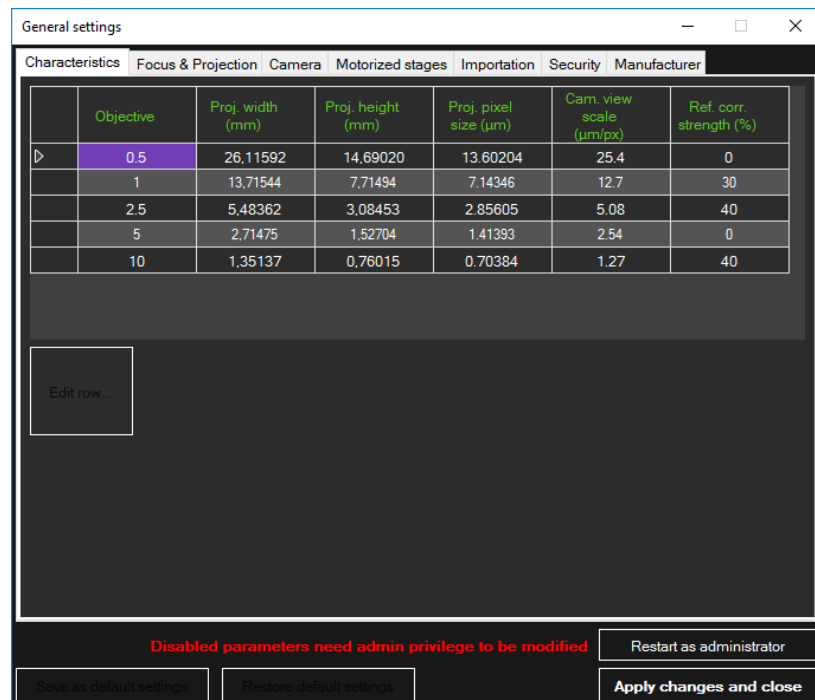 General settings
Characteristics Focus & Projection Camera Motorized stages Importation Security Manufacturer
Objective Proj. width (mm) Proj. height (mm) Proj. pixel size (µm) Cam. view scale (µm/px) Ref. corr. strength (%)
0.5 26,11592 14,69020 13.60204 25.4 0
1 13,71544 7,71494 7.14346 12.7 30
2.5 5,48362 3,08453 2.85605 5.08 40
5 2,71475 1,52704 1.41393 2.54 0
10 1,35137 0,76015 0.70384 1.27 40
Edit row...
Disabled parameters need admin privilege to be modified Restart as administrator
Save as default settings Restore default settings Apply changes and close